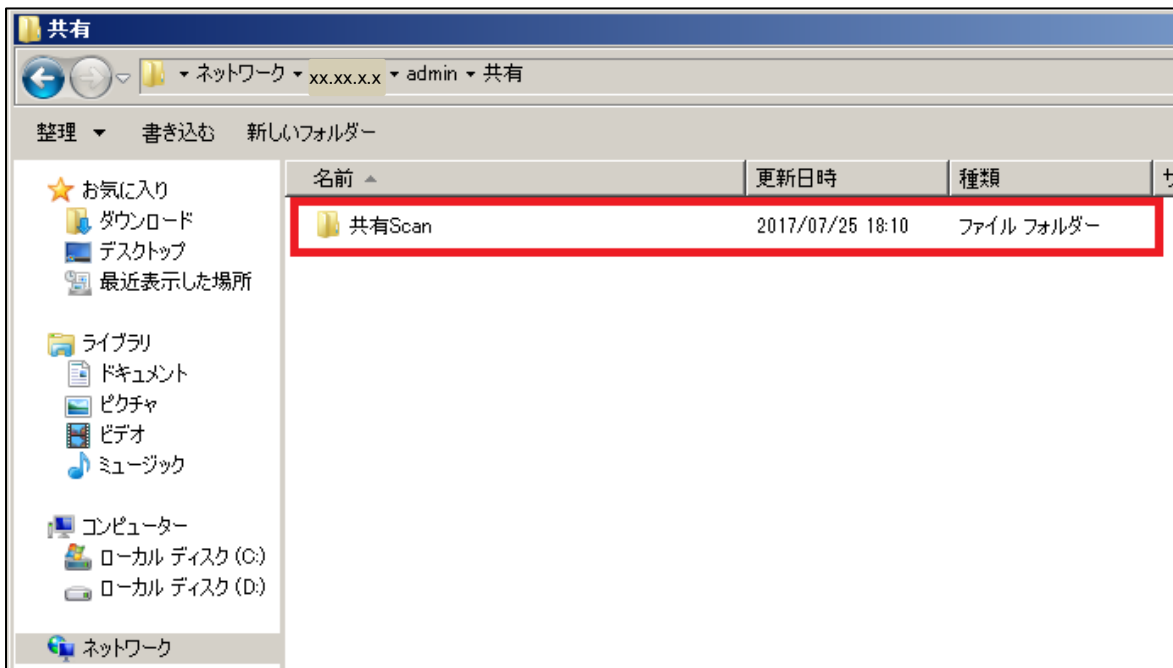 共有
ネットワーク xx.xx.x.x admin 共有
整理 書き込む 新しいフォルダー
名前 更新日時 種類 サ
お気に入り
ダウンロード
デスクトップ
最近表示した場所
ライブラリ
ドキュメント
ピクチャ
ビデオ
ミュージック
コンピューター
ローカル ディスク (C:)
ローカル ディスク (D:)
ネットワーク
共有Scan 2017/07/25 18:10 ファイル フォルダー